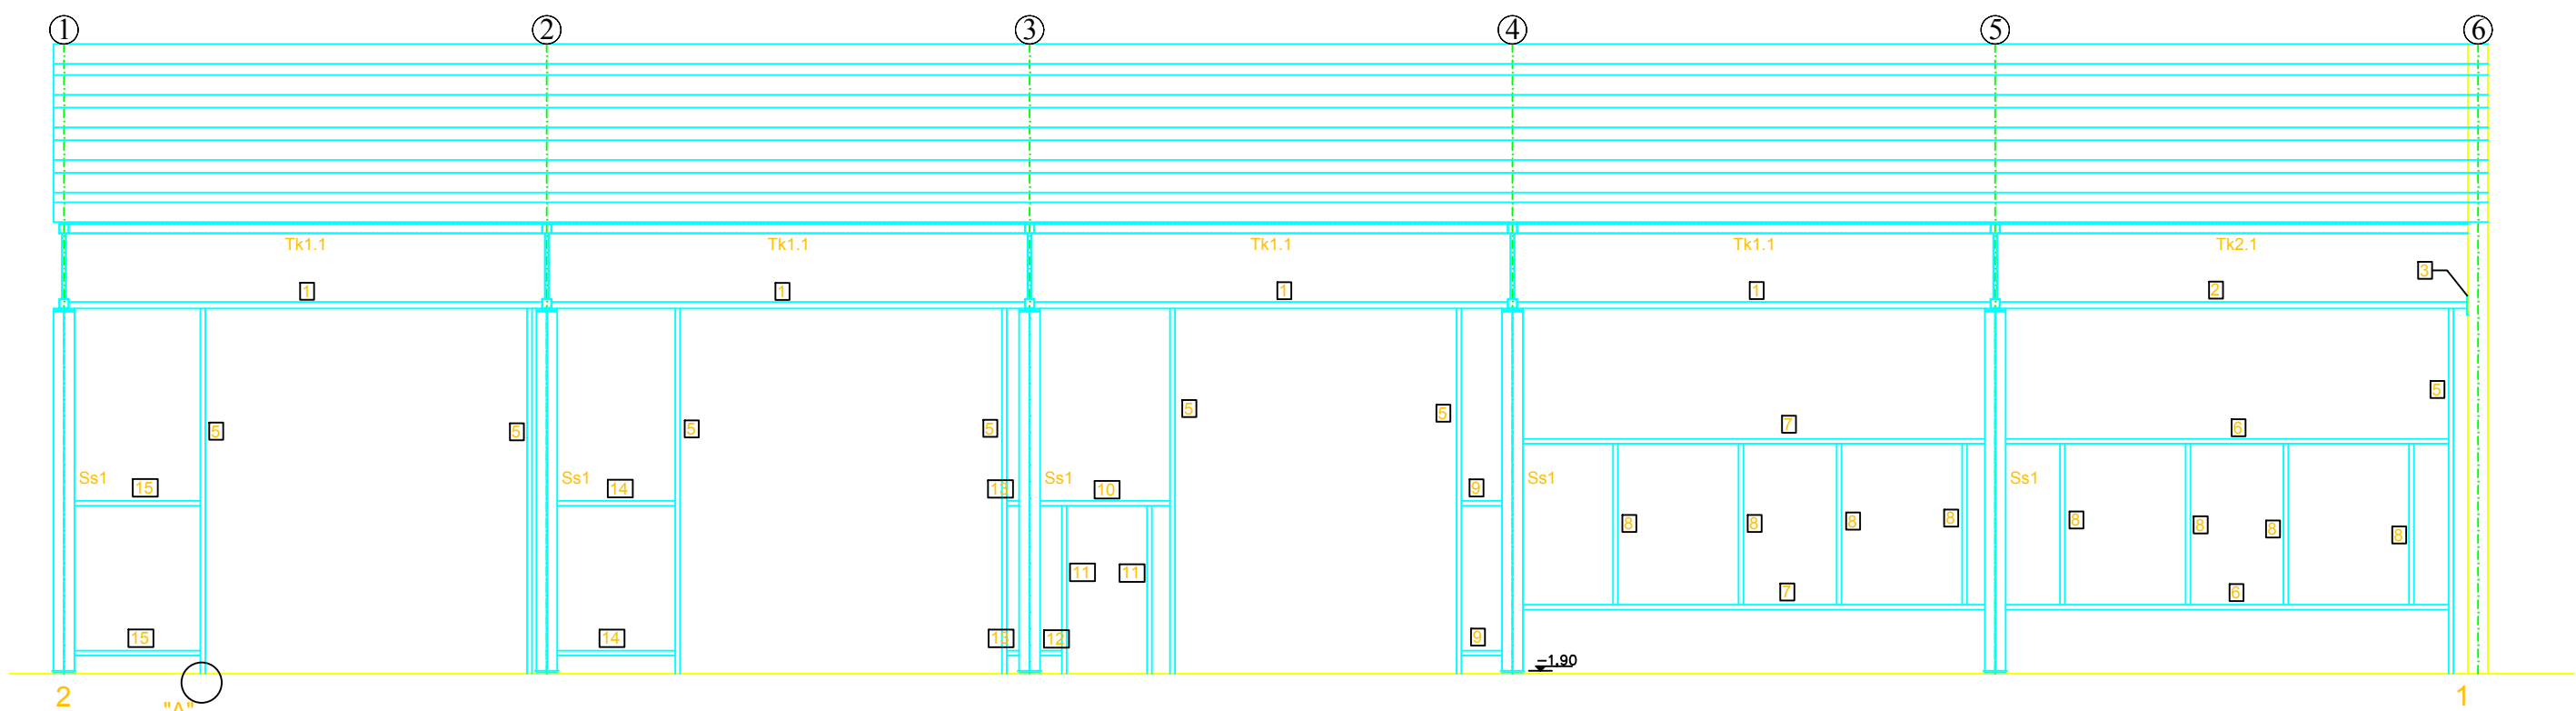 1 2 3 4 5 6
Tk1.1 Tk1.1 Tk1.1 Tk1.1 Tk2.1
3
1 1 1 1 2
5
5 5
7 6
5 5 5 5
Ss1 Ss1 Ss1 Ss1 Ss1
15 14 13 10 9
8 8 8 8 8 8 8 8
11 11
7 6
15 14 13 12 9
-1.90
2 1
"A"